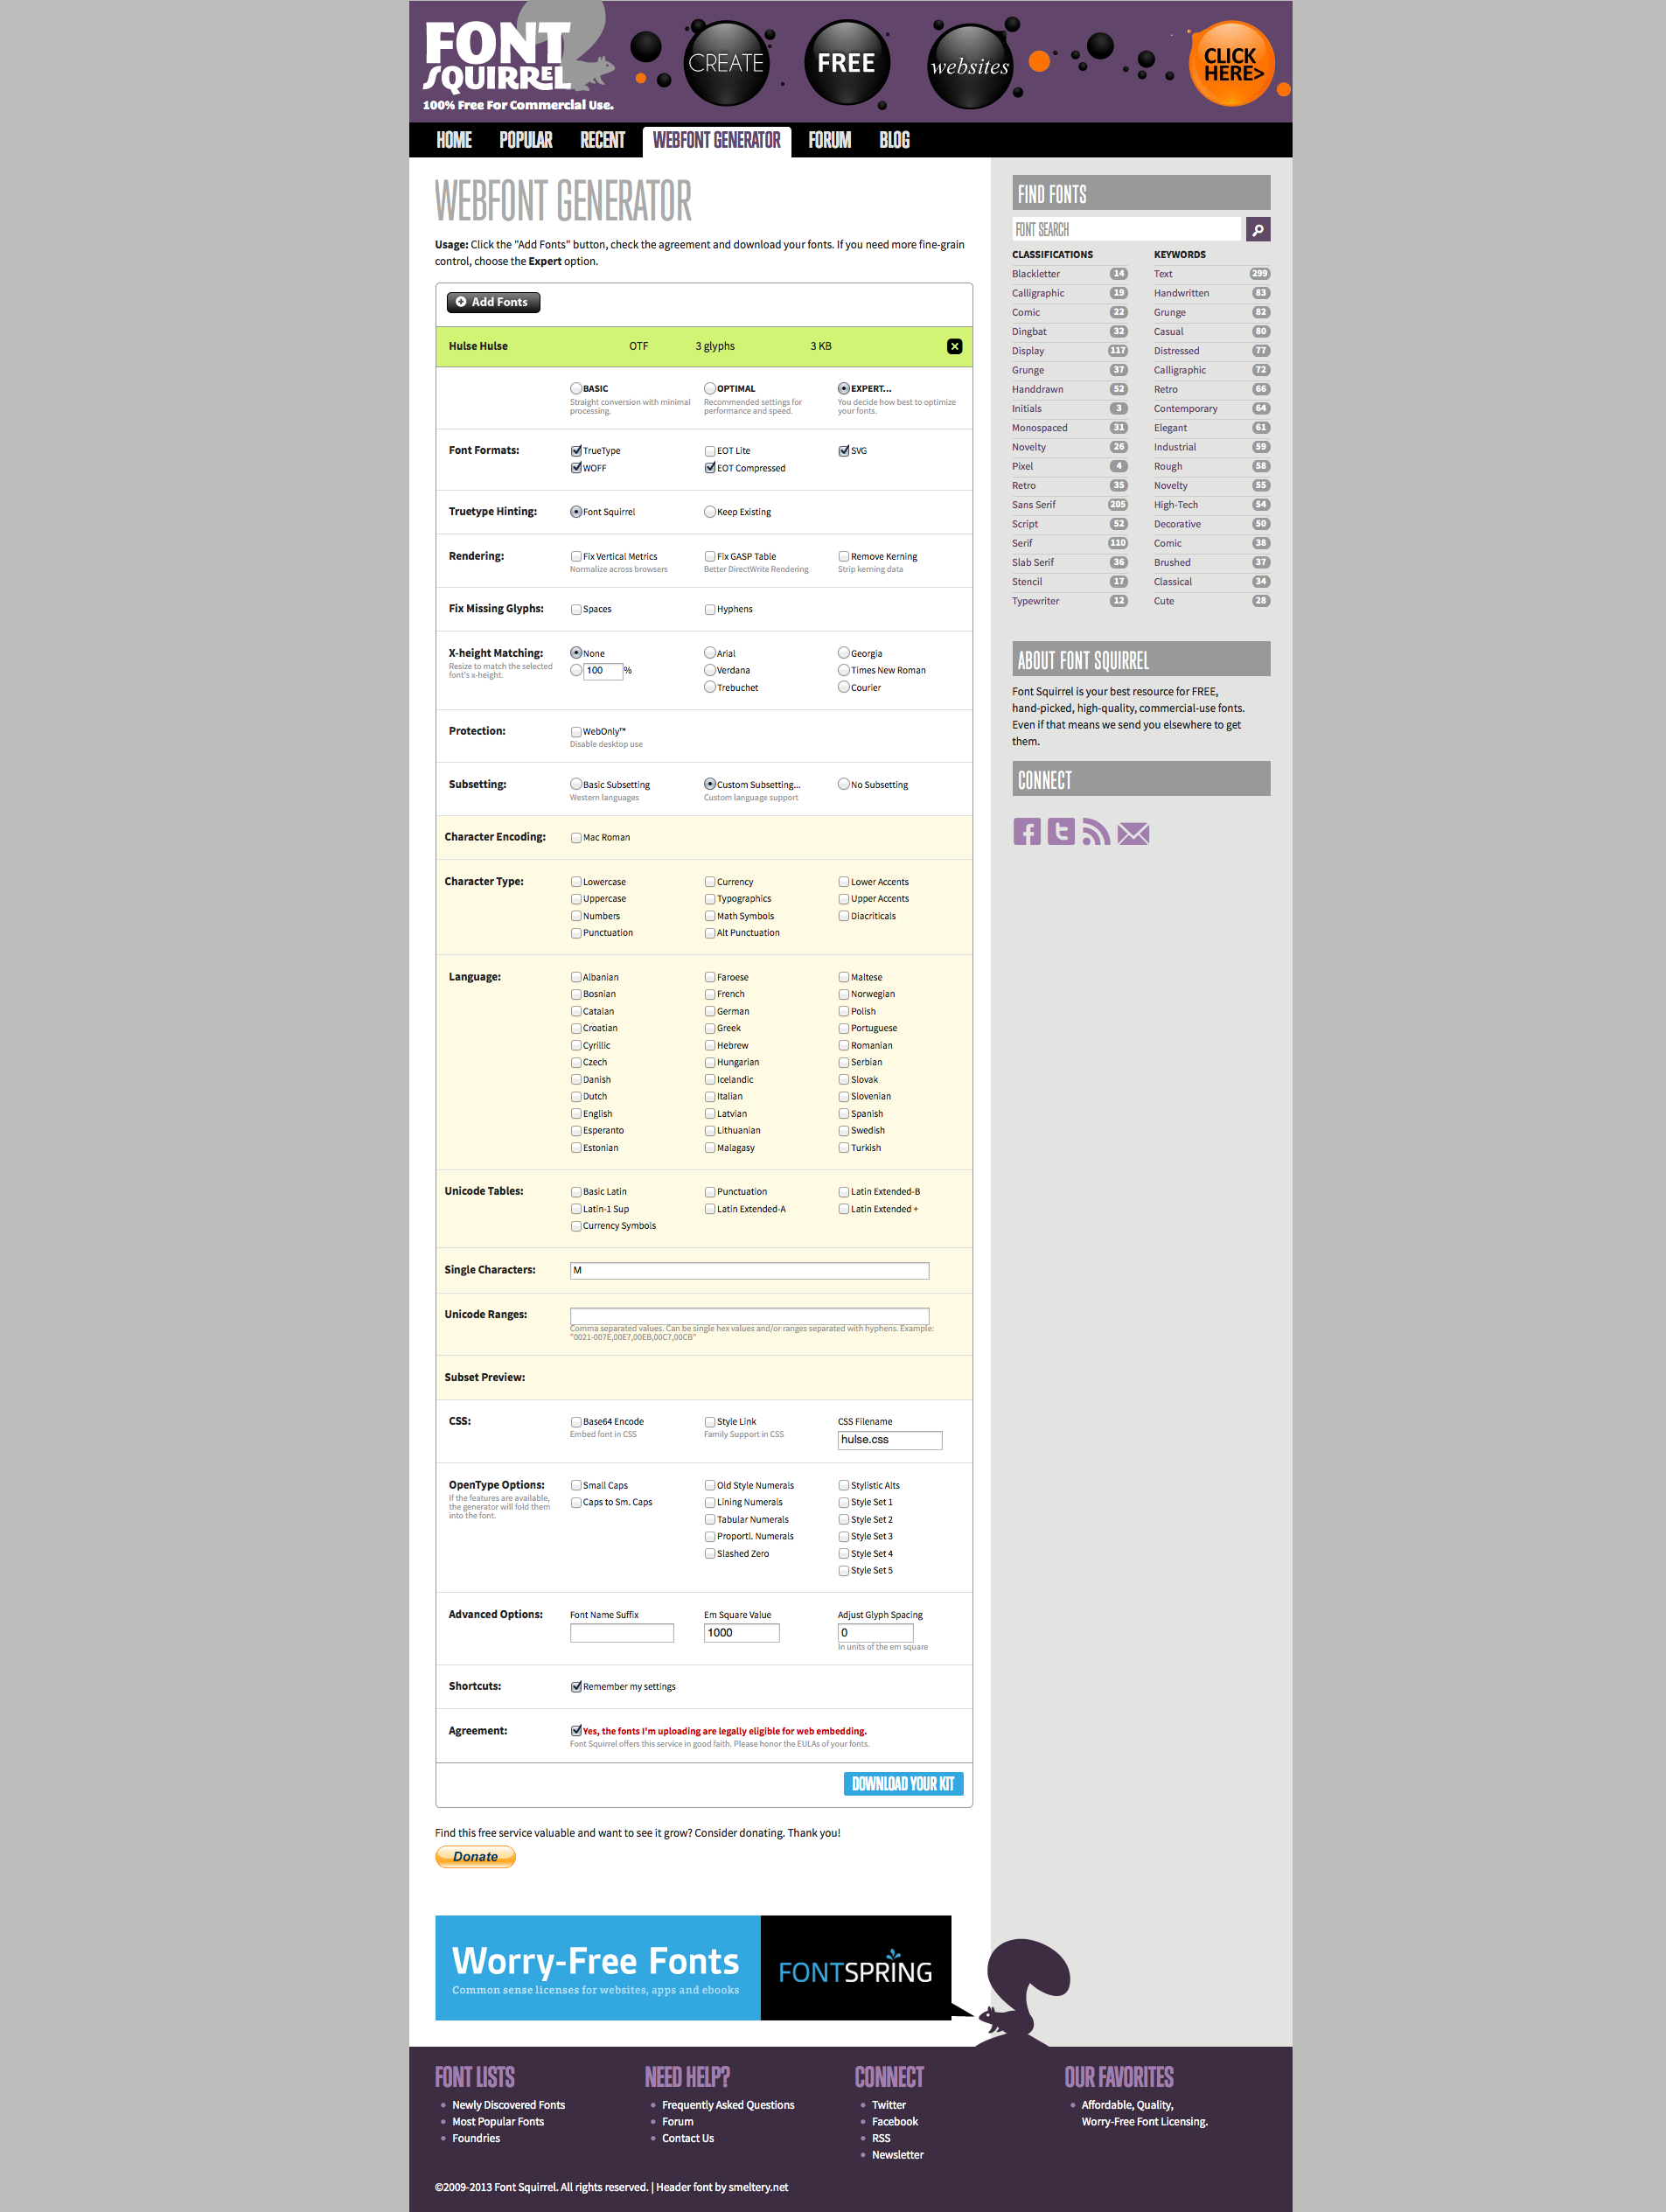 FONT
SQUIRREL
100% Free For Commercial Use.
CREATE
FREE
websites
CLICK
HERE>
HOME POPULAR RECENT WEBFONT GENERATOR FORUM BLOG
WEBFONT GENERATOR
Usage: Click the "Add Fonts" button, check the agreement and download your fonts. If you need more fine-grain
control, choose the Expert option.
Add Fonts
Hulse Hulse OTF 3 glyphs 3 KB
BASIC OPTIMAL EXPERT...
Straight conversion with minimal Recommended settings for You decide how best to optimize
processing. performance and speed. your fonts.
Font Formats: TrueType EOT Lite SVG
WOFF EOT Compressed
Truetype Hinting: Font Squirrel Keep Existing
Rendering: Fix Vertical Metrics Fix GASP Table Remove Kerning
Normalize across browsers Better DirectWrite Rendering Strip kerning data
Fix Missing Glyphs: Spaces Hyphens
X-height Matching: None Arial Georgia
Resize to match the selected 100 % Verdana Times New Roman
font's x-height.
Trebuchet Courier
Protection: WebOnly™
Disable desktop use
Subsetting: Basic Subsetting Custom Subsetting... No Subsetting
Western languages Custom language support
Character Encoding: Mac Roman
Character Type: Lowercase Currency Lower Accents
Uppercase Typographics Upper Accents
Numbers Math Symbols Diacriticals
Punctuation Alt Punctuation
Language: Albanian Faroese Maltese
Bosnian French Norwegian
Catalan German Polish
Croatian Greek Portuguese
Cyrillic Hebrew Romanian
Czech Hungarian Serbian
Danish Icelandic Slovak
Dutch Italian Slovenian
English Latvian Spanish
Esperanto Lithuanian Swedish
Estonian Malagasy Turkish
Unicode Tables: Basic Latin Punctuation Latin Extended-B
Latin-1 Sup Latin Extended-A Latin Extended +
Currency Symbols
Single Characters: M
Unicode Ranges:
Comma separated values. Can be single hex values and/or ranges separated with hyphens. Example:
"0021-007E,00E7,00EB,00C7,00CB"
Subset Preview:
CSS: Base64 Encode Style Link CSS Filename
Embed font in CSS Family Support in CSS
hulse.css
OpenType Options: Small Caps Old Style Numerals Stylistic Alts
If the features are available, Caps to Sm. Caps Lining Numerals Style Set 1
the generator will fold them
into the font. Tabular Numerals Style Set 2
Proporti. Numerals Style Set 3
Slashed Zero Style Set 4
Style Set 5
Advanced Options: Font Name Suffix Em Square Value Adjust Glyph Spacing
1000 0
In units of the em square
Shortcuts: Remember my settings
Agreement: Yes, the fonts I'm uploading are legally eligible for web embedding.
Font Squirrel offers this service in good faith. Please honor the EULAs of your fonts.
DOWNLOAD YOUR KIT
Find this free service valuable and want to see it grow? Consider donating. Thank you!
Donate
Worry-Free Fonts
Common sense licenses for websites, apps and ebooks
FONTSPRING
FIND FONTS
FONT SEARCH
CLASSIFICATIONS KEYWORDS
Blackletter 14 Text 299
Calligraphic 19 Handwritten 83
Comic 22 Grunge 82
Dingbat 32 Casual 80
Display 117 Distressed 77
Grunge 37 Calligraphic 72
Handdrawn 52 Retro 66
Initials 3 Contemporary 64
Monospaced 31 Elegant 61
Novelty 26 Industrial 59
Pixel 4 Rough 58
Retro 35 Novelty 55
Sans Serif 205 High-Tech 54
Script 52 Decorative 50
Serif 110 Comic 38
Slab Serif 36 Brushed 37
Stencil 17 Classical 34
Typewriter 12 Cute 28
ABOUT FONT SQUIRREL
Font Squirrel is your best resource for FREE,
hand-picked, high-quality, commercial-use fonts.
Even if that means we send you elsewhere to get
them.
CONNECT
FONT LISTS
Newly Discovered Fonts
Most Popular Fonts
Foundries
NEED HELP?
Frequently Asked Questions
Forum
Contact Us
CONNECT
Twitter
Facebook
RSS
Newsletter
OUR FAVORITES
Affordable, Quality,
Worry-Free Font Licensing.
©2009-2013 Font Squirrel. All rights reserved. | Header font by smeltery.net